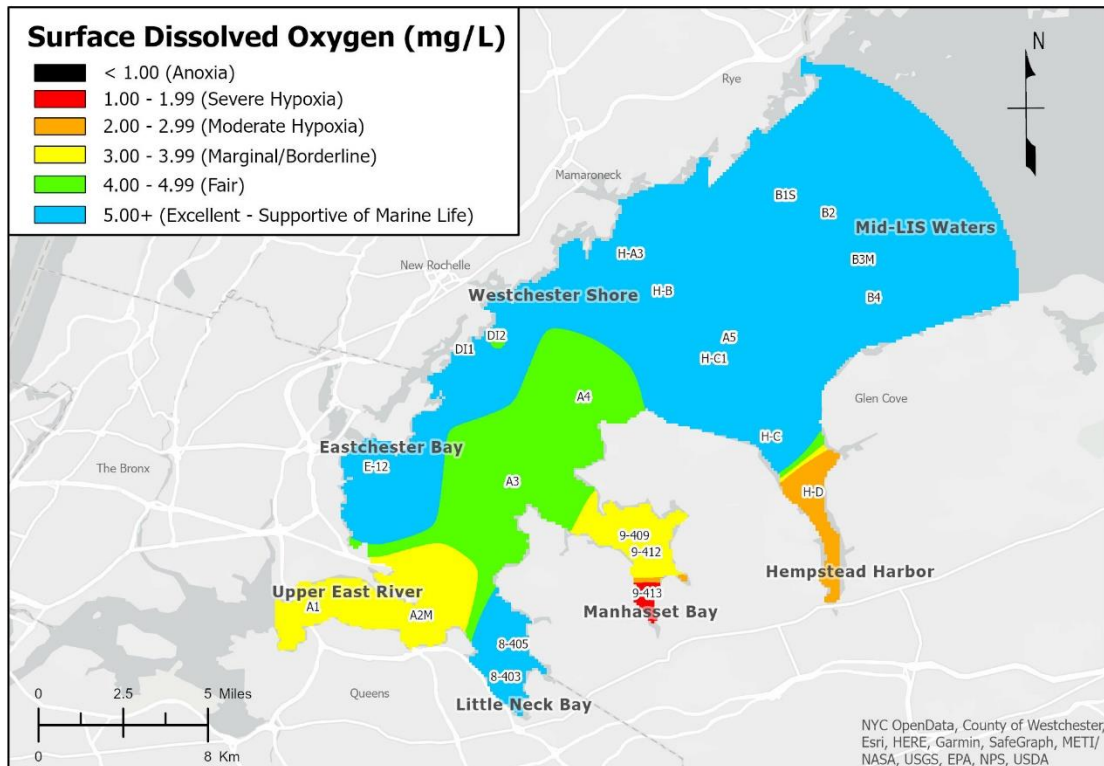 Surface Dissolved Oxygen (mg/L)
< 1.00 (Anoxia)
1.00 - 1.99 (Severe Hypoxia)
2.00 - 2.99 (Moderate Hypoxia)
3.00 - 3.99 (Marginal/Borderline)
4.00 - 4.99 (Fair)
5.00+ (Excellent - Supportive of Marine Life)
N
Rye
Mamaroneck
B1S
B2
Mid-LIS Waters
H-A3
B3M
New Rochelle
H-B
Westchester Shore
B4
DI2
DI1
A5
H-C1
A4
Glen Cove
H-C
Eastchester Bay
E-12
The Bronx
A3
H-D
9-409
9-412
Hempstead Harbor
Upper East River
9-413
A1
A2M
Manhasset Bay
8-405
8-403
Queens
Little Neck Bay
0 2.5 5 Miles
0 8 Km
NYC OpenData, County of Westchester,
Esri, HERE, Garmin, SafeGraph, METI/
NASA, USGS, EPA, NPS, USDA